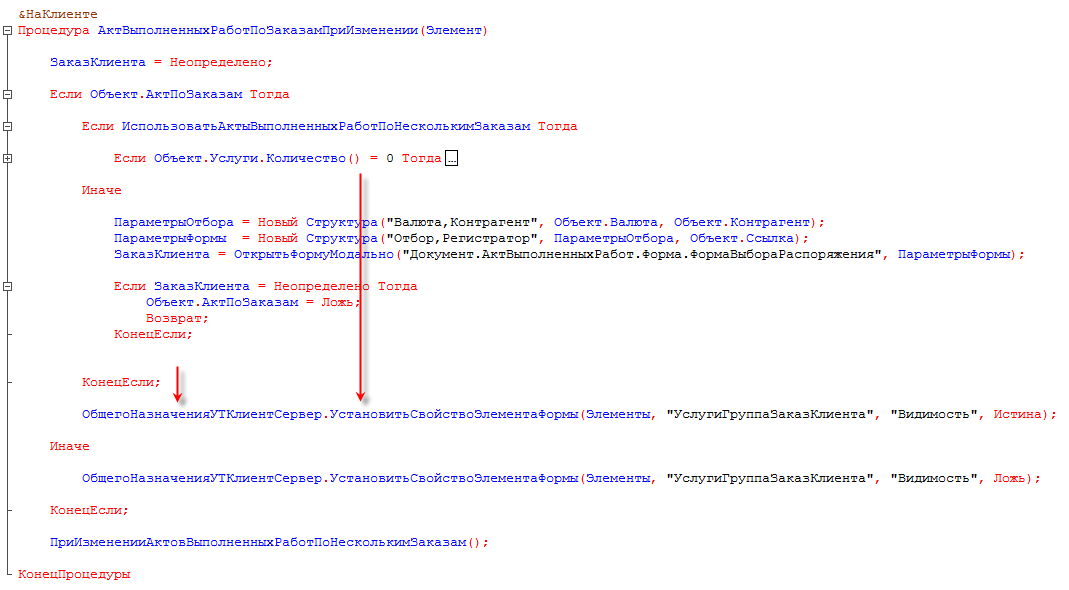 &НаКлиенте
Процедура АктВыполненныхРаботПоЗаказамПриИзменении(Элемент)
ЗаказКлиента = Неопределено;
Если Объект.АктПоЗаказам Тогда
Если ИспользоватьАктыВыполненныхРаботПоНесколькимЗаказам Тогда
Если Объект.Услуги.Количество() = 0 Тогда ...
Иначе
ПараметрыОтбора = Новый Структура("Валюта,Контрагент", Объект.Валюта, Объект.Контрагент);
ПараметрыФормы  = Новый Структура("Отбор,Регистратор", ПараметрыОтбора, Объект.Ссылка);
ЗаказКлиента = ОткрытьФормуМодально("Документ.АктВыполненныхРабот.Форма.ФормаВыбораРаспоряжения", ПараметрыФормы);
Если ЗаказКлиента = Неопределено Тогда
Объект.АктПоЗаказам = Ложь;
Возврат;
КонецЕсли;
КонецЕсли;
ОбщегоНазначенияУТКлиентСервер.УстановитьСвойствоЭлементаФормы(Элементы, "УслугиГруппаЗаказКлиента", "Видимость", Истина);
Иначе
ОбщегоНазначенияУТКлиентСервер.УстановитьСвойствоЭлементаФормы(Элементы, "УслугиГруппаЗаказКлиента", "Видимость", Ложь);
КонецЕсли;
ПриИзмененииАктовВыполненныхРаботПоНесколькимЗаказам();
КонецПроцедуры